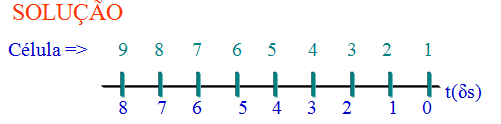 SOLUÇÃO
Célula => 9 8 7 6 5 4 3 2 1
t(δs)
8 7 6 5 4 3 2 1 0